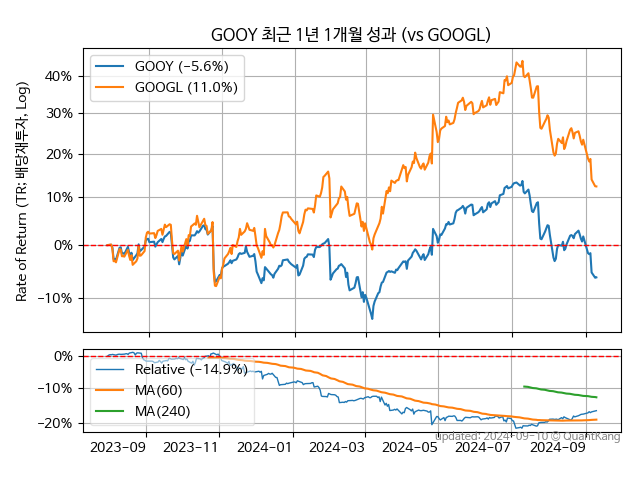 GOOY 최근 1년 1개월 성과 (vs GOOGL)
Rate of Return (TR: 배당재투자, Log)
GOOY (−5.6%)
GOOGL (11.0%)
40%
30%
20%
10%
0%
−10%
Relative (−14.9%)
MA(60)
MA(240)
0%
−10%
−20%
Updated: 2024-09-10 © QuantKang
2023−09
2023−11
2024−01
2024−03
2024−05
2024−07
2024−09